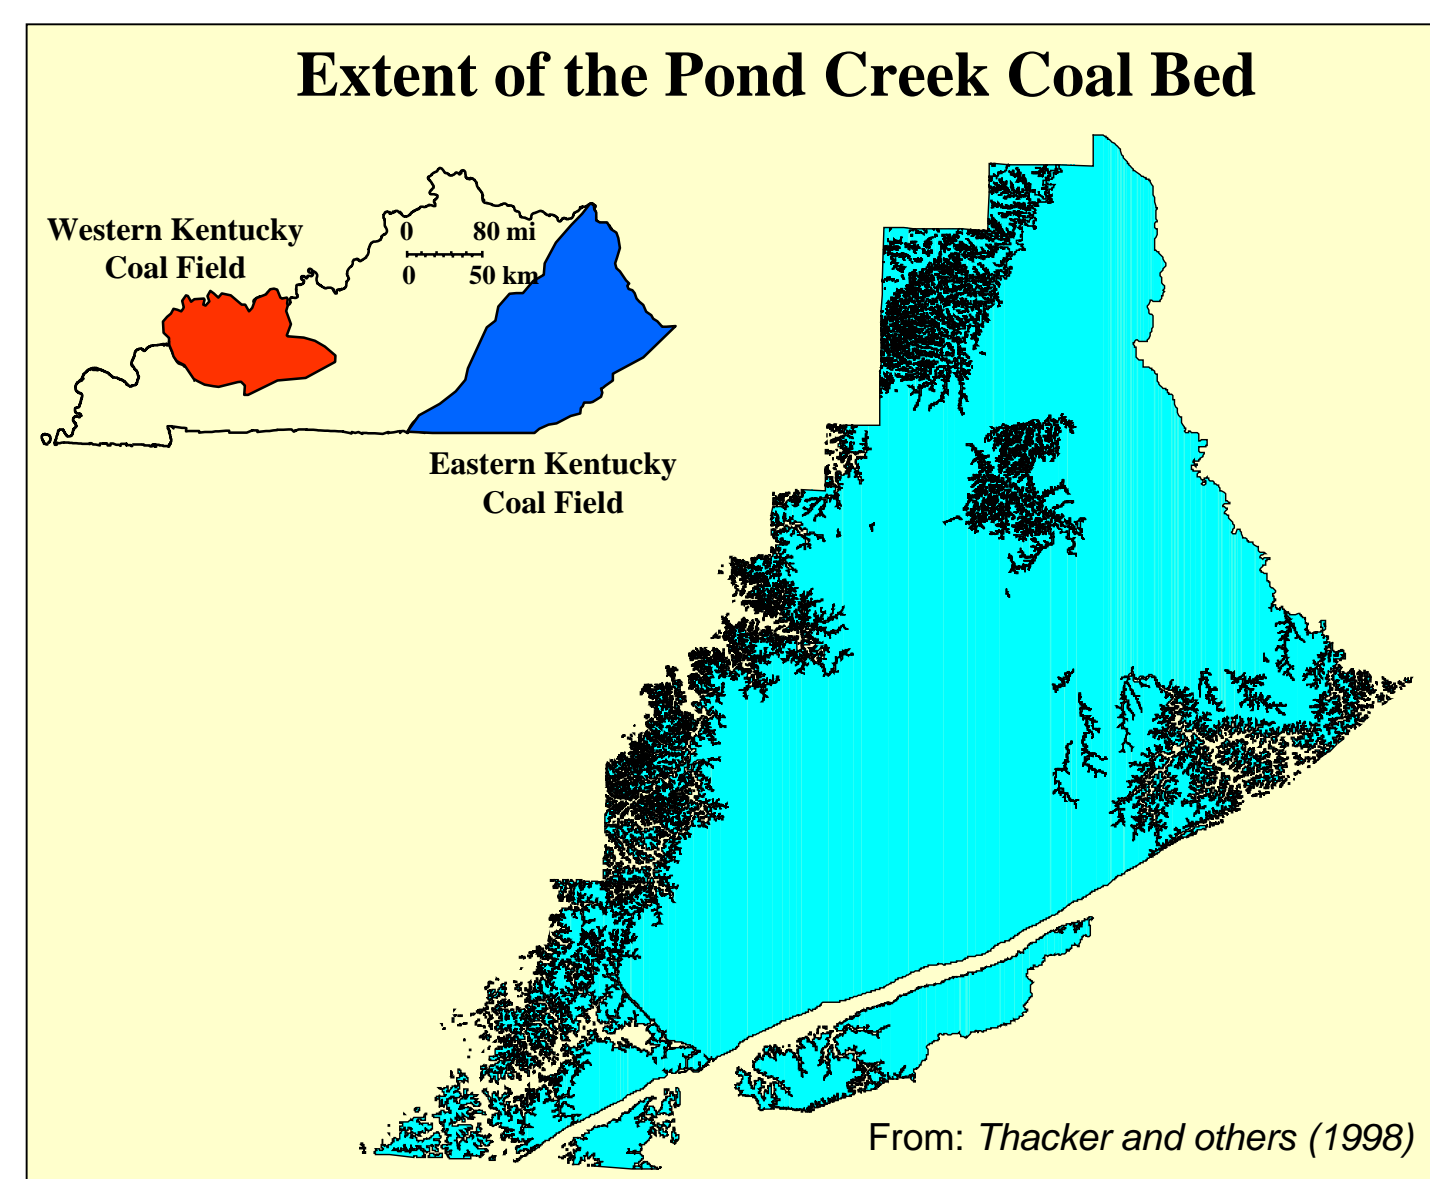 Extent of the Pond Creek Coal Bed
Western Kentucky
Coal Field
0 80 mi
0 50 km
Eastern Kentucky
Coal Field
From: Thacker and others (1998)